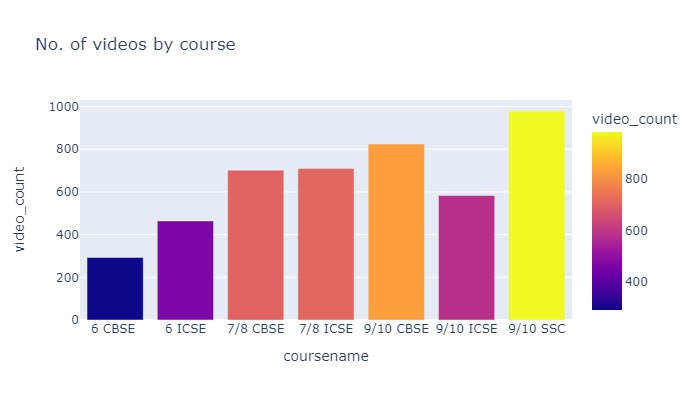 No. of videos by course
video_count
1000
800
600
400
200
0
6 CBSE 6 ICSE 7/8 CBSE 7/8 ICSE 9/10 CBSE 9/10 ICSE 9/10 SSC
coursename
video_count
800
600
400